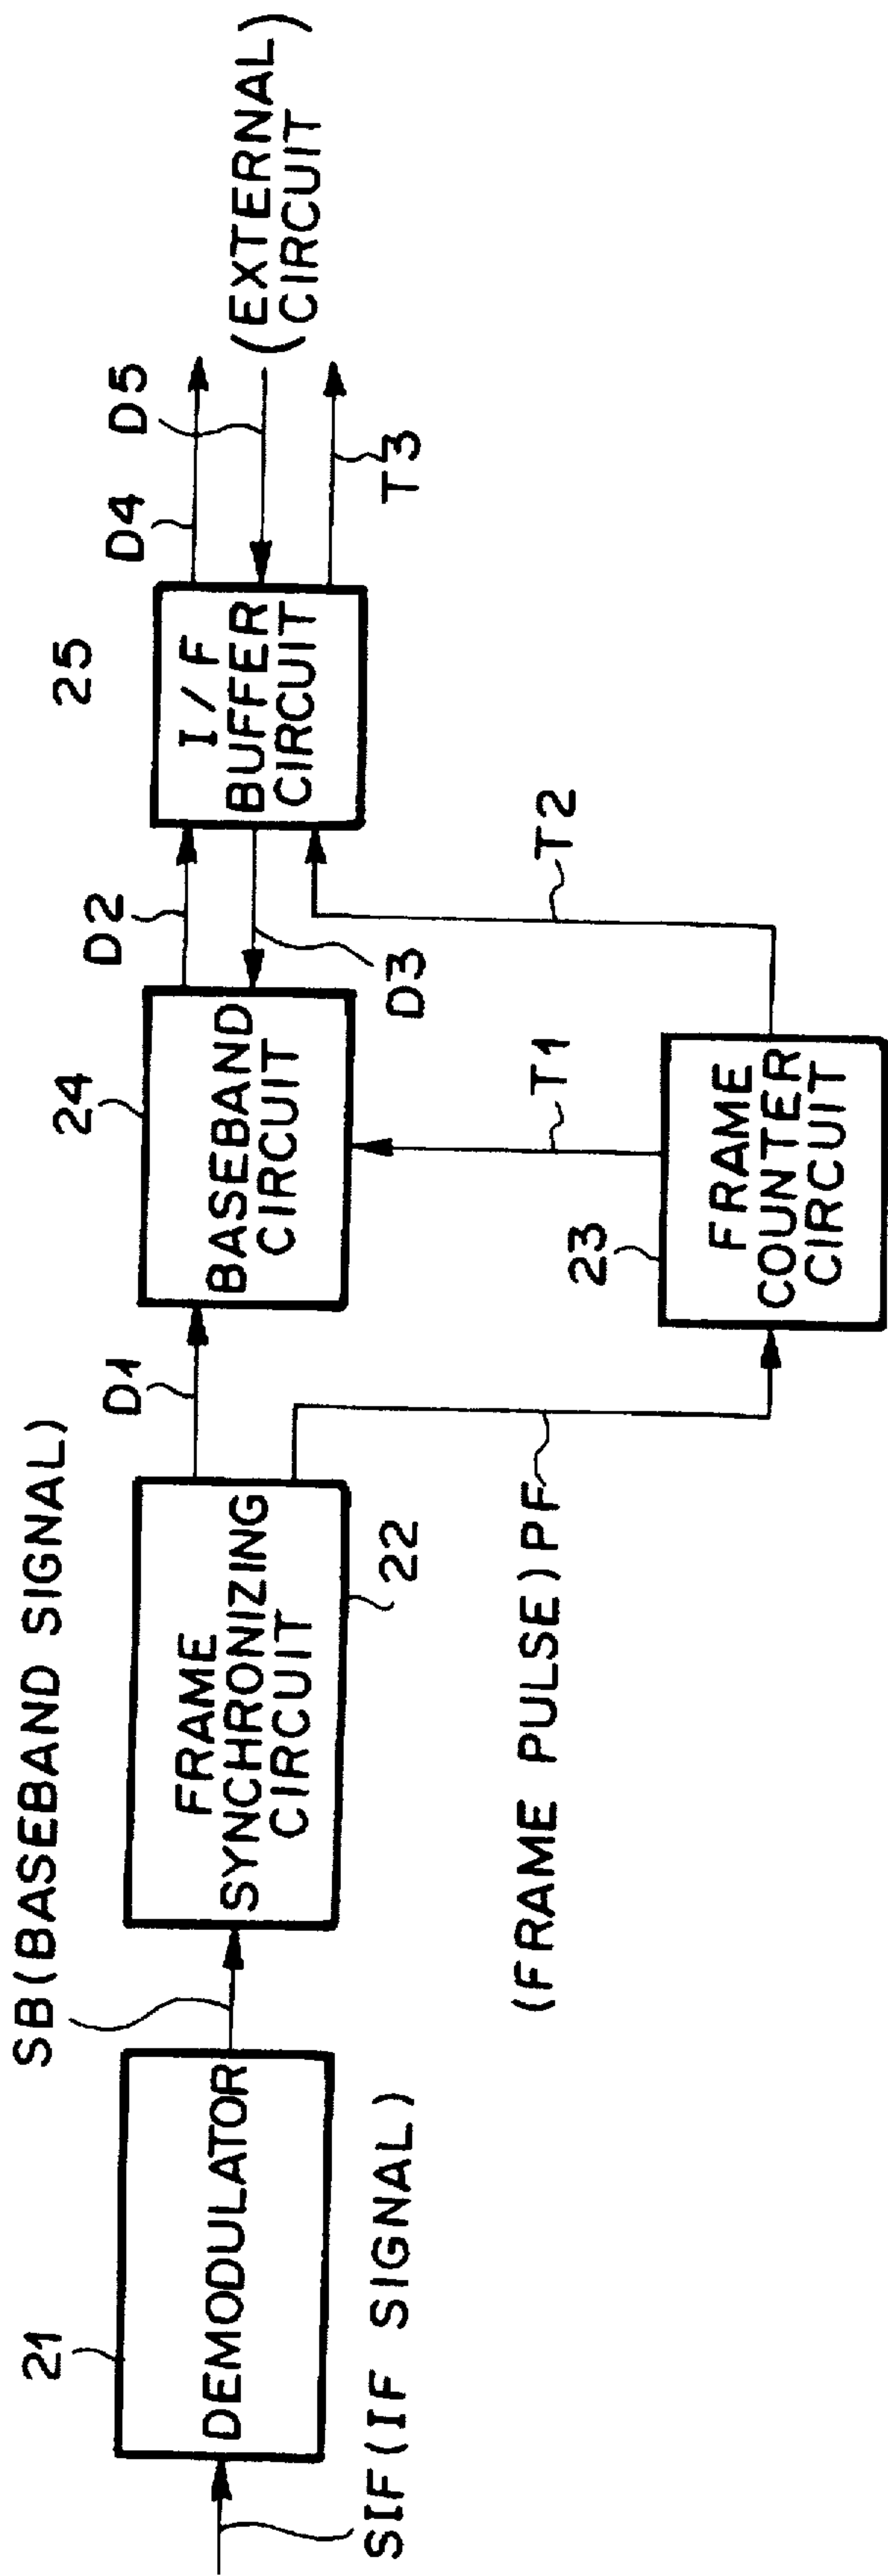 SB(BASEBAND SIGNAL)
21
DEMODULATOR
SIF(IF SIGNAL)
FRAME
SYNCHRONIZING
CIRCUIT
22
(FRAME PULSE)PF
D1
24
BASEBAND
CIRCUIT
23
FRAME
COUNTER
CIRCUIT
T1
T2
D2
D3
25
I/F
BUFFER
CIRCUIT
D4
D5
T3
(EXTERNAL
CIRCUIT)